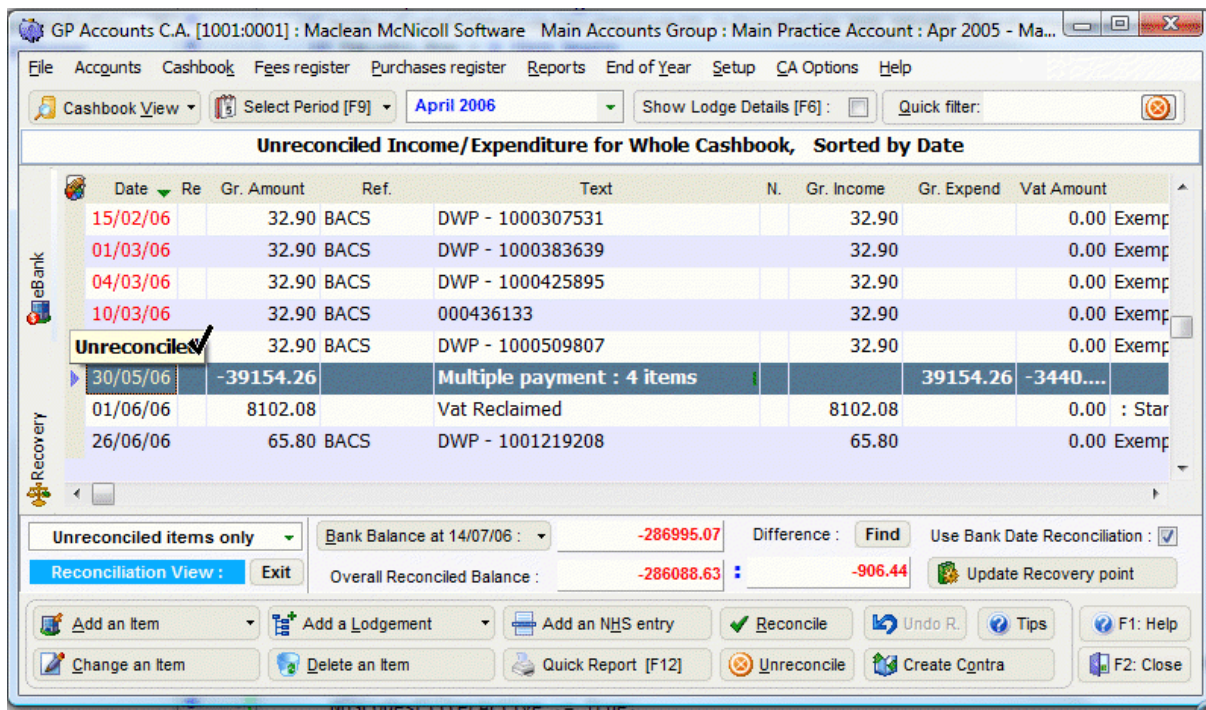 GP Accounts C.A. [1001:0001] : Maclean McNicoll Software Main Accounts Group : Main Practice Account : Apr 2005 - Ma...
File Accounts Cashbook Fees register Purchases register Reports End of Year Setup CA Options Help
Cashbook View Select Period [F9] April 2006 Show Lodge Details [F6] : Quick filter:
Unreconciled Income/Expenditure for Whole Cashbook, Sorted by Date
Date Re Gr. Amount Ref. Text N. Gr. Income Gr. Expend Vat Amount
15/02/06 32.90 BACS DWP - 1000307531 32.90 0.00 Exemp
01/03/06 32.90 BACS DWP - 1000383639 32.90 0.00 Exemp
04/03/06 32.90 BACS DWP - 1000425895 32.90 0.00 Exemp
10/03/06 32.90 BACS 000436133 32.90 0.00 Exemp
Unreconciled 32.90 BACS DWP - 1000509807 32.90 0.00 Exemp
30/05/06 -39154.26 Multiple payment : 4 items 39154.26 -3440....
01/06/06 8102.08 Vat Reclaimed 8102.08 0.00 : Star
26/06/06 65.80 BACS DWP - 1001219208 65.80 0.00 Exemp
eBank
Recovery
Unreconciled items only Bank Balance at 14/07/06 : -286995.07 Difference : Find Use Bank Date Reconciliation :
Reconciliation View : Exit Overall Reconciled Balance : -286088.63 : -906.44 Update Recovery point
Add an Item Add a Lodgement Add an NHS entry Reconcile Undo R. Tips F1: Help
Change an Item Delete an Item Quick Report [F12] Unreconcile Create Contra F2: Close